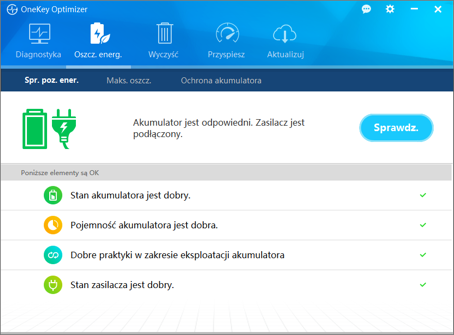 OneKey Optimizer
Diagnostyka
Oszcz. energ.
Wyczyść
Przyspiesz
Aktualizuj
Spr. poz. ener.
Maks. oszcz.
Ochrona akumulatora
Akumulator jest odpowiedni. Zasilacz jest
podłączony.
Sprawdz.
Poniższe elementy są OK
Stan akumulatora jest dobry.
Pojemność akumulatora jest dobra.
Dobre praktyki w zakresie eksploatacji akumulatora
Stan zasilacza jest dobry.